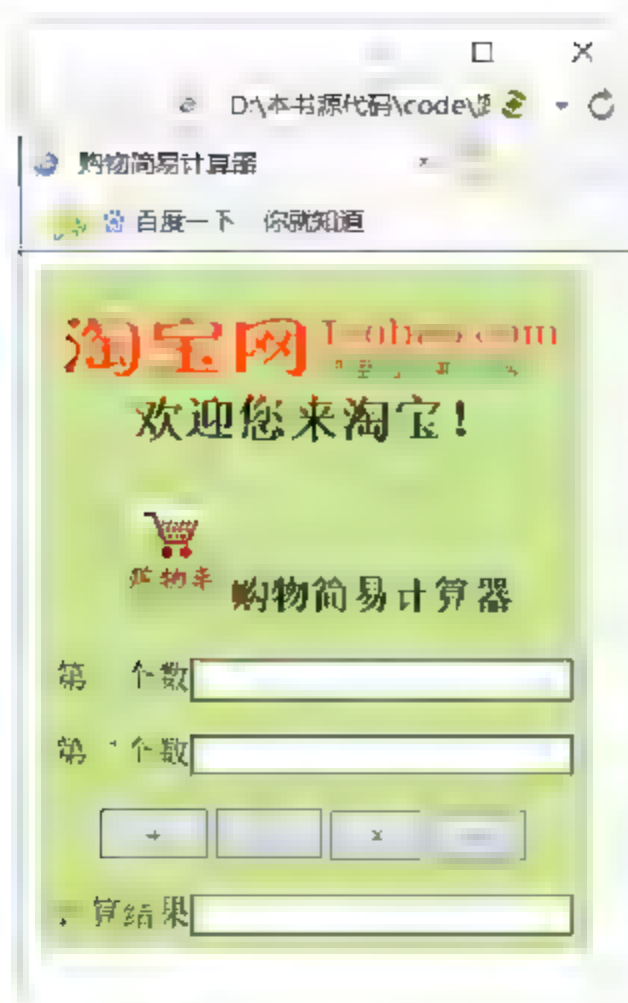 D:\本书源代码\code\
购物简易计算器
百度一下 你就知道
淘宝网
欢迎您来淘宝!
购物车
购物简易计算器
第 个数
第 个数
+ x
算结果